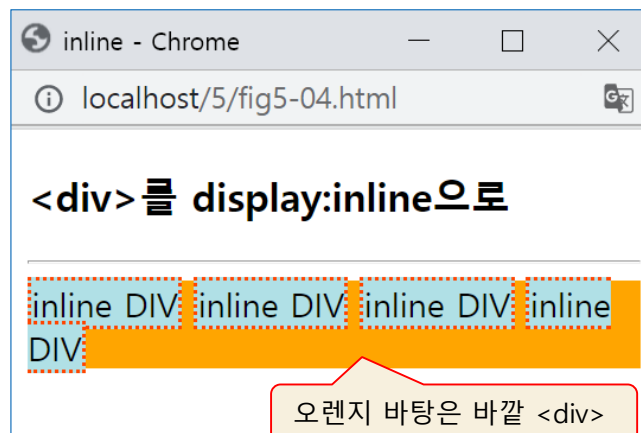 inline - Chrome
localhost/5/fig5-04.html
<div>를 display:inline으로
inline DIV inline DIV inline DIV inline
DIV
오렌지 바탕은 바깥 <div>